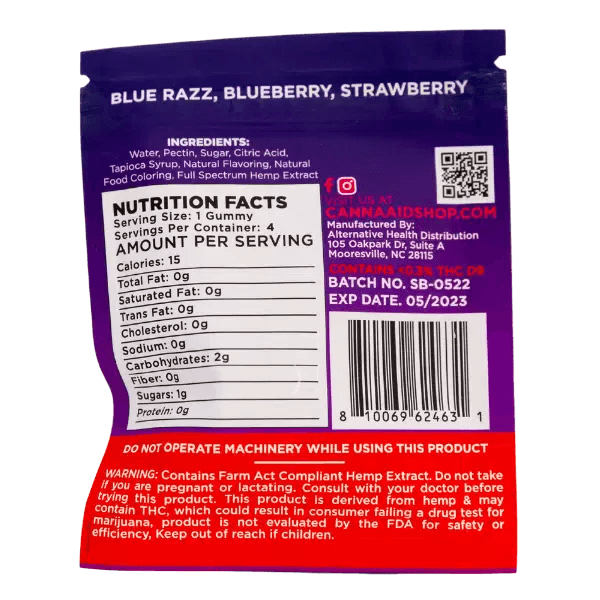 BLUE RAZZ, BLUEBERRY, STRAWBERRY
INGREDIENTS:
Water, Pectin, Sugar, Citric Acid,
Tapioca Syrup, Natural Flavoring, Natural
Food Coloring, Full Spectrum Hemp Extract
NUTRITION FACTS
Serving Size: 1 Gummy
Servings Per Container: 4
AMOUNT PER SERVING
Calories: 15
Total Fat: 0g
Saturated Fat: 0g
Trans Fat: 0g
Cholesterol: 0g
Sodium: 0g
Carbohydrates: 2g
Fiber: 0g
Sugars: 1g
Protein: 0g
VISIT US AT
CANNAAIDSHOP.COM
Manufactured By:
Alternative Health Distribution
105 Oakpark Dr, Suite A
Mooresville, NC 28115
CONTAINS <0.3% THC D9
BATCH NO. SB-0522
EXP DATE. 05/2023
8 10069 62463 1
DO NOT OPERATE MACHINERY WHILE USING THIS PRODUCT
WARNING: Contains Farm Act Compliant Hemp Extract. Do not take
if you are pregnant or lactating. Consult with your doctor before
trying this product. This product is derived from hemp & may
contain THC, which could result in consumer failing a drug test for
marijuana, product is not evaluated by the FDA for safety or
efficiency, Keep out of reach if children.